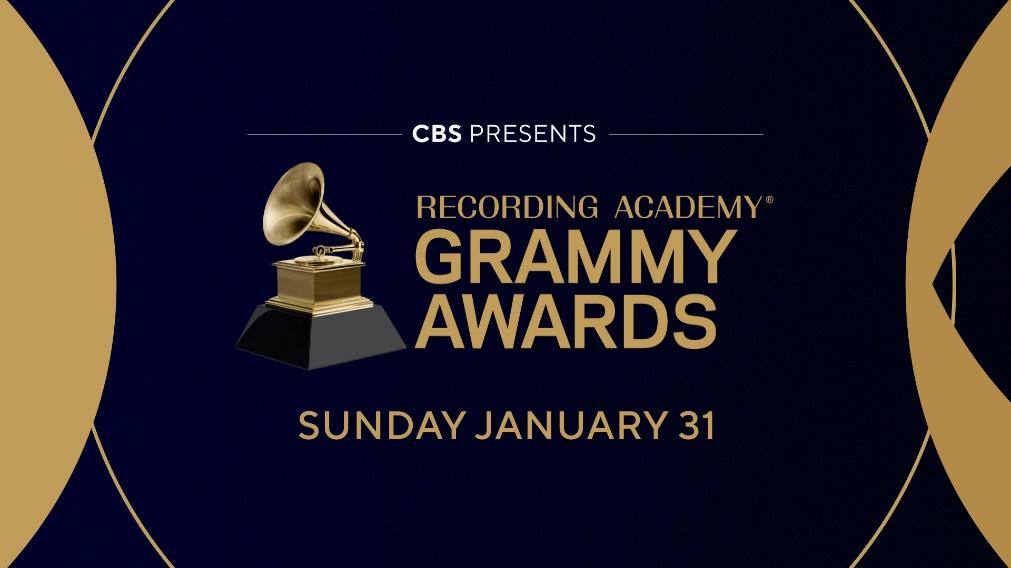 CBS PRESENTS
RECORDING ACADEMY®
GRAMMY
AWARDS
SUNDAY JANUARY 31